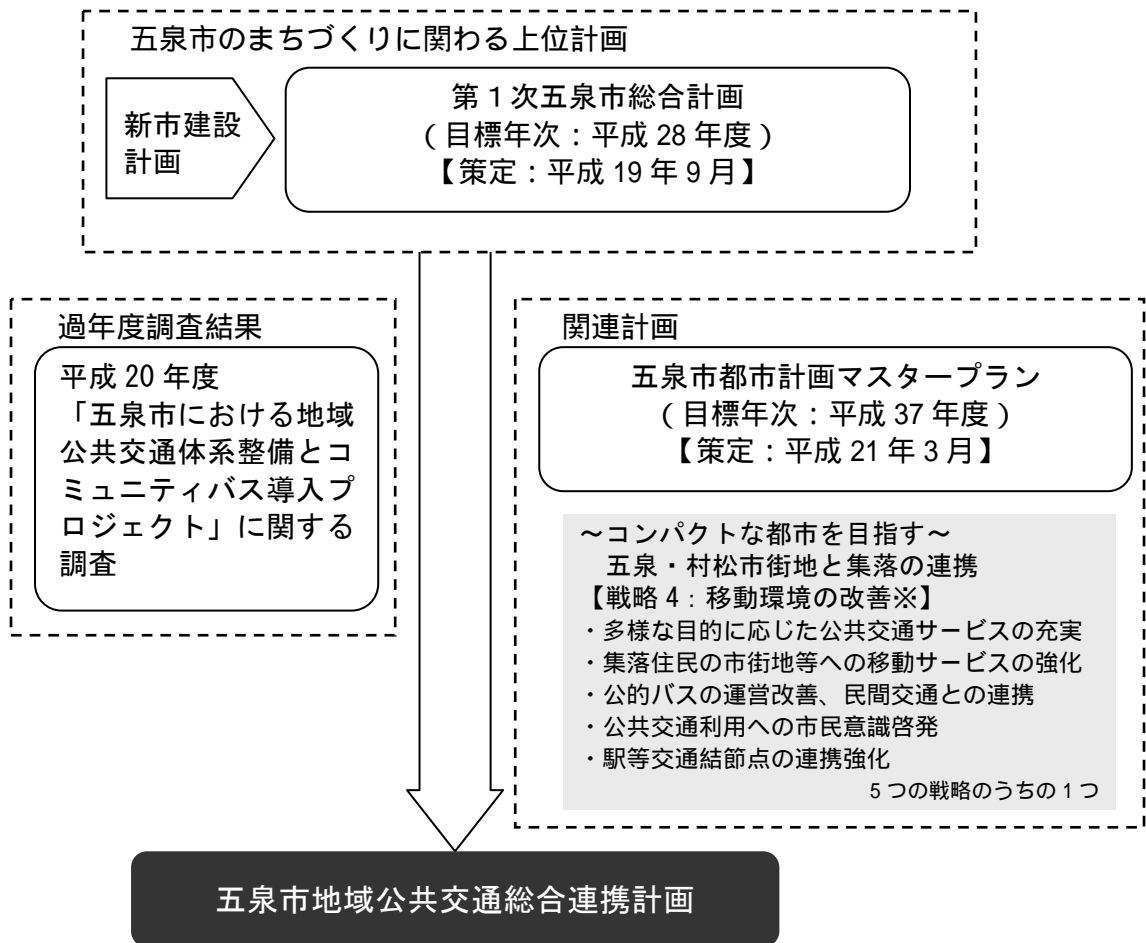 五泉市のまちづくりに関わる上位計画
新市建設
計画
第1次五泉市総合計画
(目標年次:平成28年度)
【策定:平成19年9月】
過年度調査結果
平成20年度
「五泉市における地域
公共交通体系整備とコ
ミュニティバス導入プ
ロジェクト」に関する
調査
関連計画
五泉市都市計画マスタープラン
(目標年次:平成37年度)
【策定:平成21年3月】
~コンパクトな都市を目指す~
五泉・村松市街地と集落の連携
【戦略4:移動環境の改善※】
・多様な目的に応じた公共交通サービスの充実
・集落住民の市街地等への移動サービスの強化
・公的バスの運営改善、民間交通との連携
・公共交通利用への市民意識啓発
・駅等交通結節点の連携強化
5つの戦略のうちの1つ
五泉市地域公共交通総合連携計画